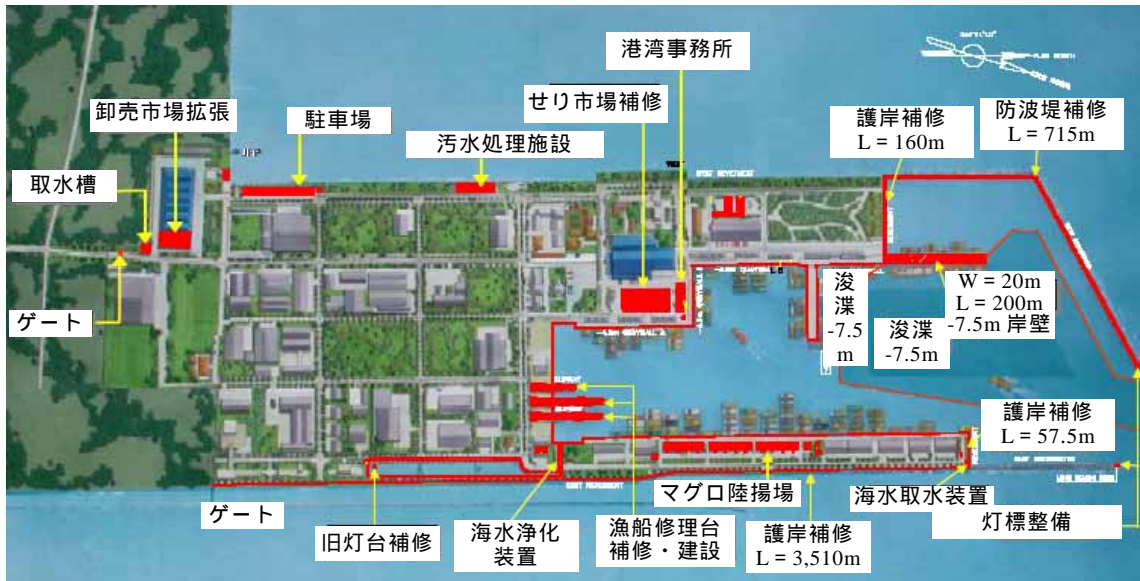 港湾事務所
せり市場補修
卸売市場拡張
駐車場
汚水処理施設
護岸補修
L = 160m
防波堤補修
L = 715m
取水槽
ゲート
浚
渫
-7.5
m
浚渫
-7.5m
W = 20m
L = 200m
-7.5m 岸壁
護岸補修
L = 57.5m
ゲート
旧灯台補修
海水浄化
装置
漁船修理台
補修・建設
マグロ陸揚場
護岸補修
L = 3,510m
海水取水装置
灯標整備